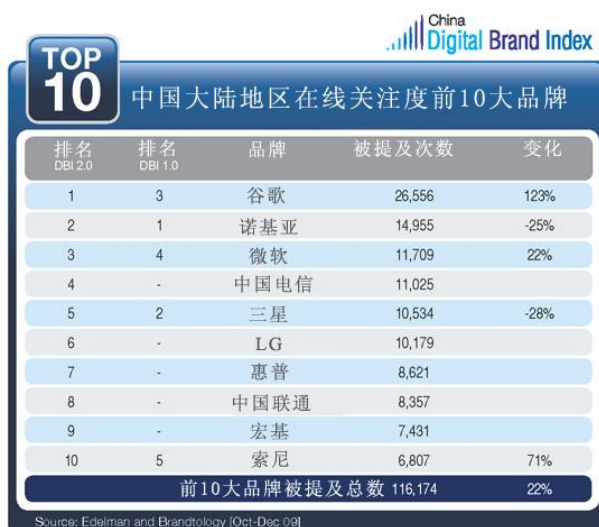 China
Digital Brand Index
TOP
10
中国大陆地区在线关注度前10大品牌
排名 排名 品牌 被提及次数 变化
DBI 2.0 DBI 1.0
1 3 谷歌 26,556 123%
2 1 诺基亚 14,955 -25%
3 4 微软 11,709 22%
4 - 中国电信 11,025
5 2 三星 10,534 -28%
6 - LG 10,179
7 - 惠普 8,621
8 - 中国联通 8,357
9 - 宏基 7,431
10 5 索尼 6,807 71%
前10大品牌被提及总数 116,174 22%
Source: Edelman and Brandtology [Oct-Dec 09]